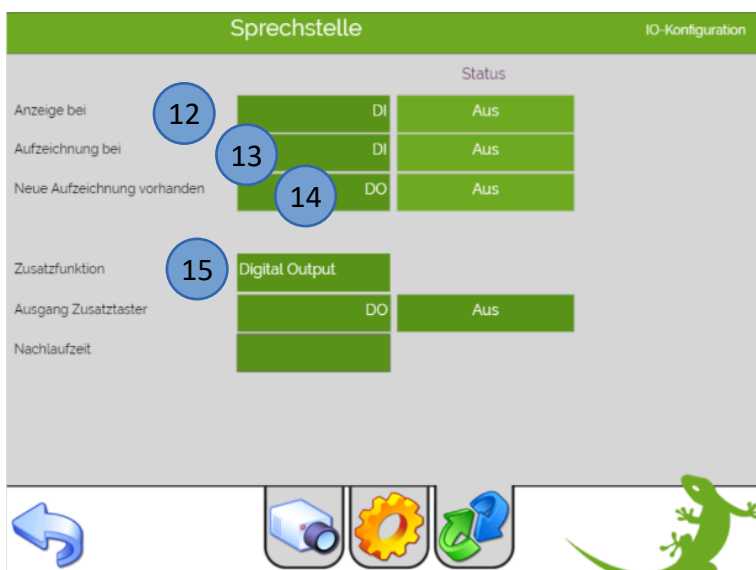 Sprechstelle IO-Konfiguration
Status
Anzeige bei 12 DI Aus
Aufzeichnung bei 13 DI Aus
Neue Aufzeichnung vorhanden 14 DO Aus
Zusatzfunktion 15 Digital Output
Ausgang Zusatztaster DO Aus
Nachlaufzeit